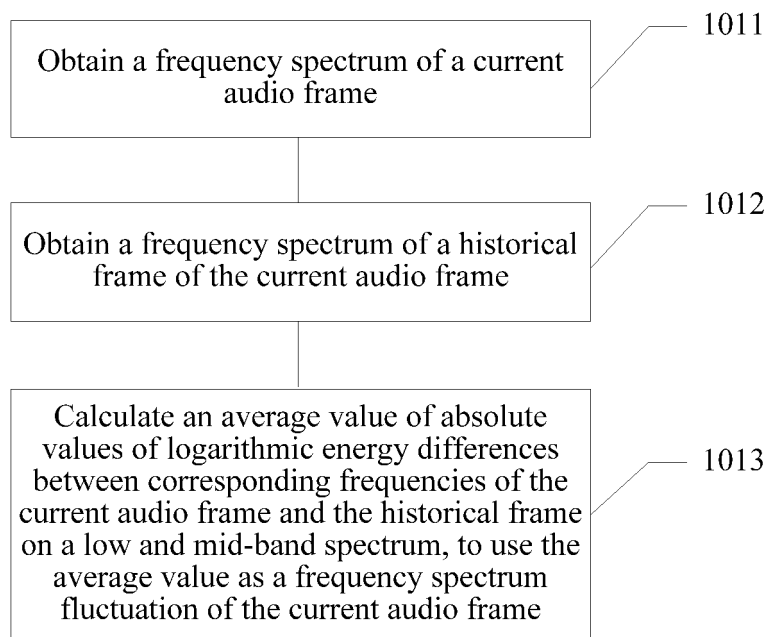 1011
Obtain a frequency spectrum of a current
audio frame
1012
Obtain a frequency spectrum of a historical
frame of the current audio frame
Calculate an average value of absolute
values of logarithmic energy differences
between corresponding frequencies of the
1013
current audio frame and the historical frame
on a low and mid-band spectrum, to use the
average value as a frequency spectrum
fluctuation of the current audio frame